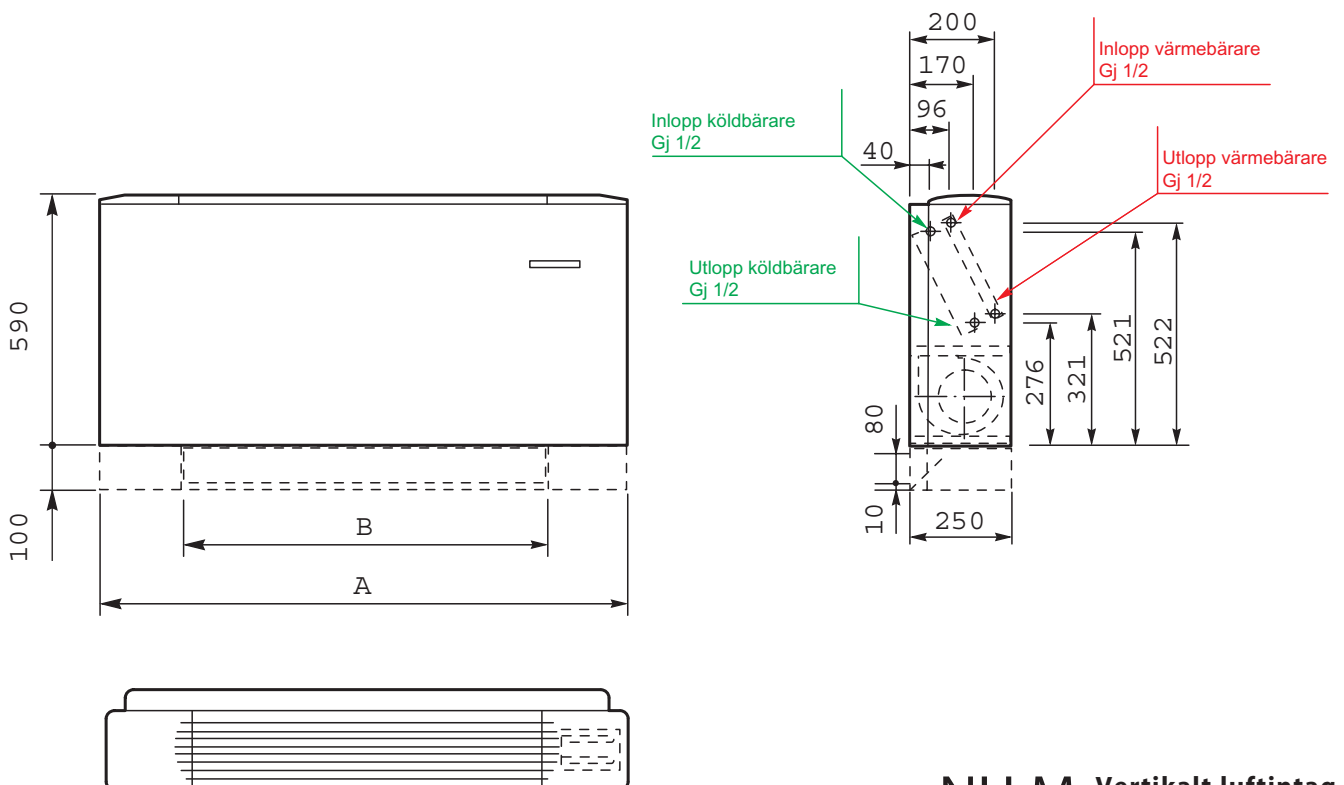 200
Inlopp värmebärare
Gj 1/2
170
96
Inlopp köldbärare
Gj 1/2
40
Utlopp värmebärare
Gj 1/2
Utlopp köldbärare
Gj 1/2
590
521
522
276
321
80
100
10
250
B
A
Vertikalt luftintag